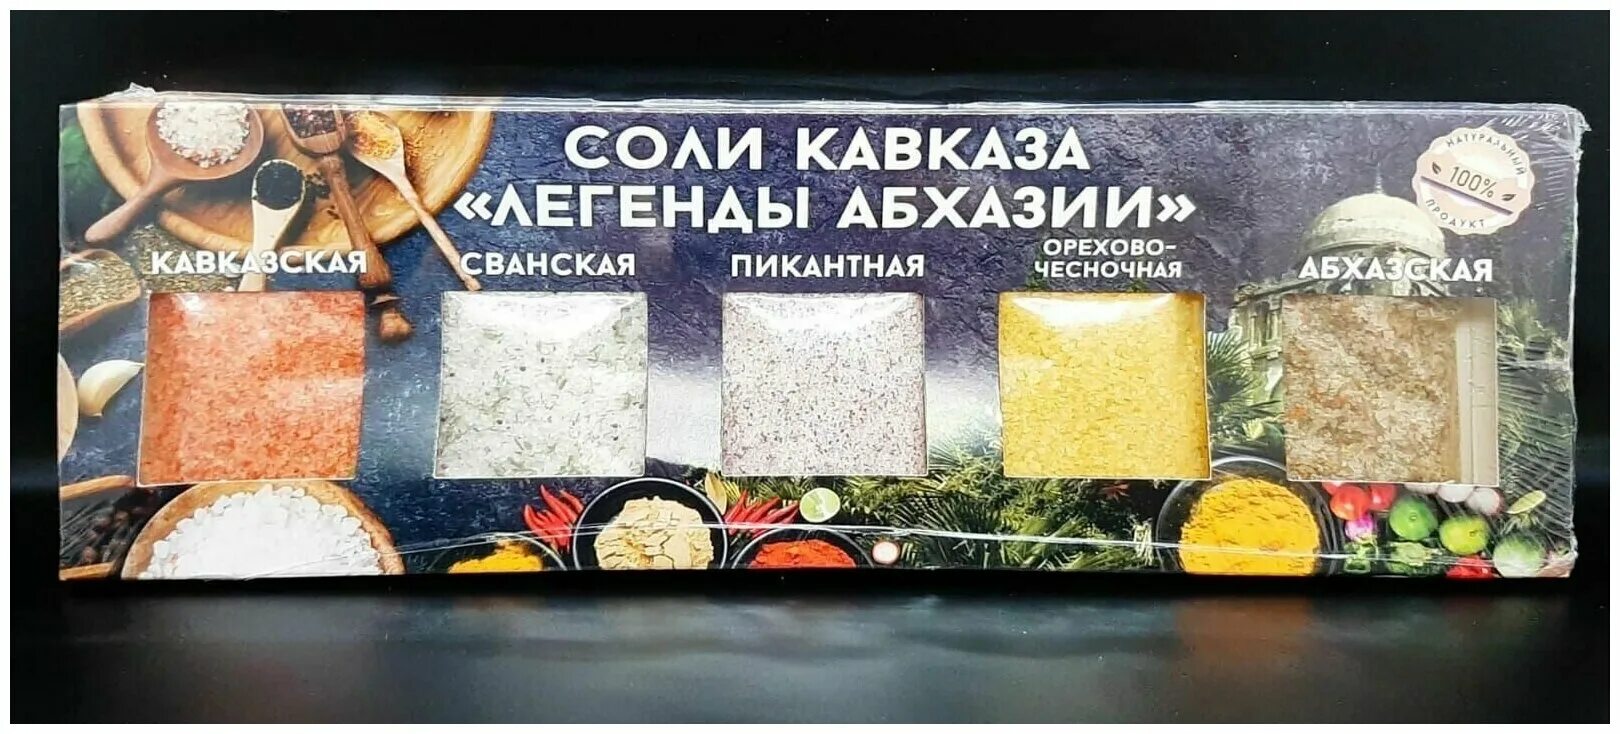 СОЛИ КАВКАЗА
«ЛЕГЕНДЫ АБХАЗИИ»
КАВКАЗСКАЯ
СВАНСКАЯ
ПИКАНТНАЯ
ОРЕХОВО-
ЧЕСНОЧНАЯ
АБХАЗСКАЯ
НАТУРАЛЬНЫЙ
100%
ПРОДУКТ